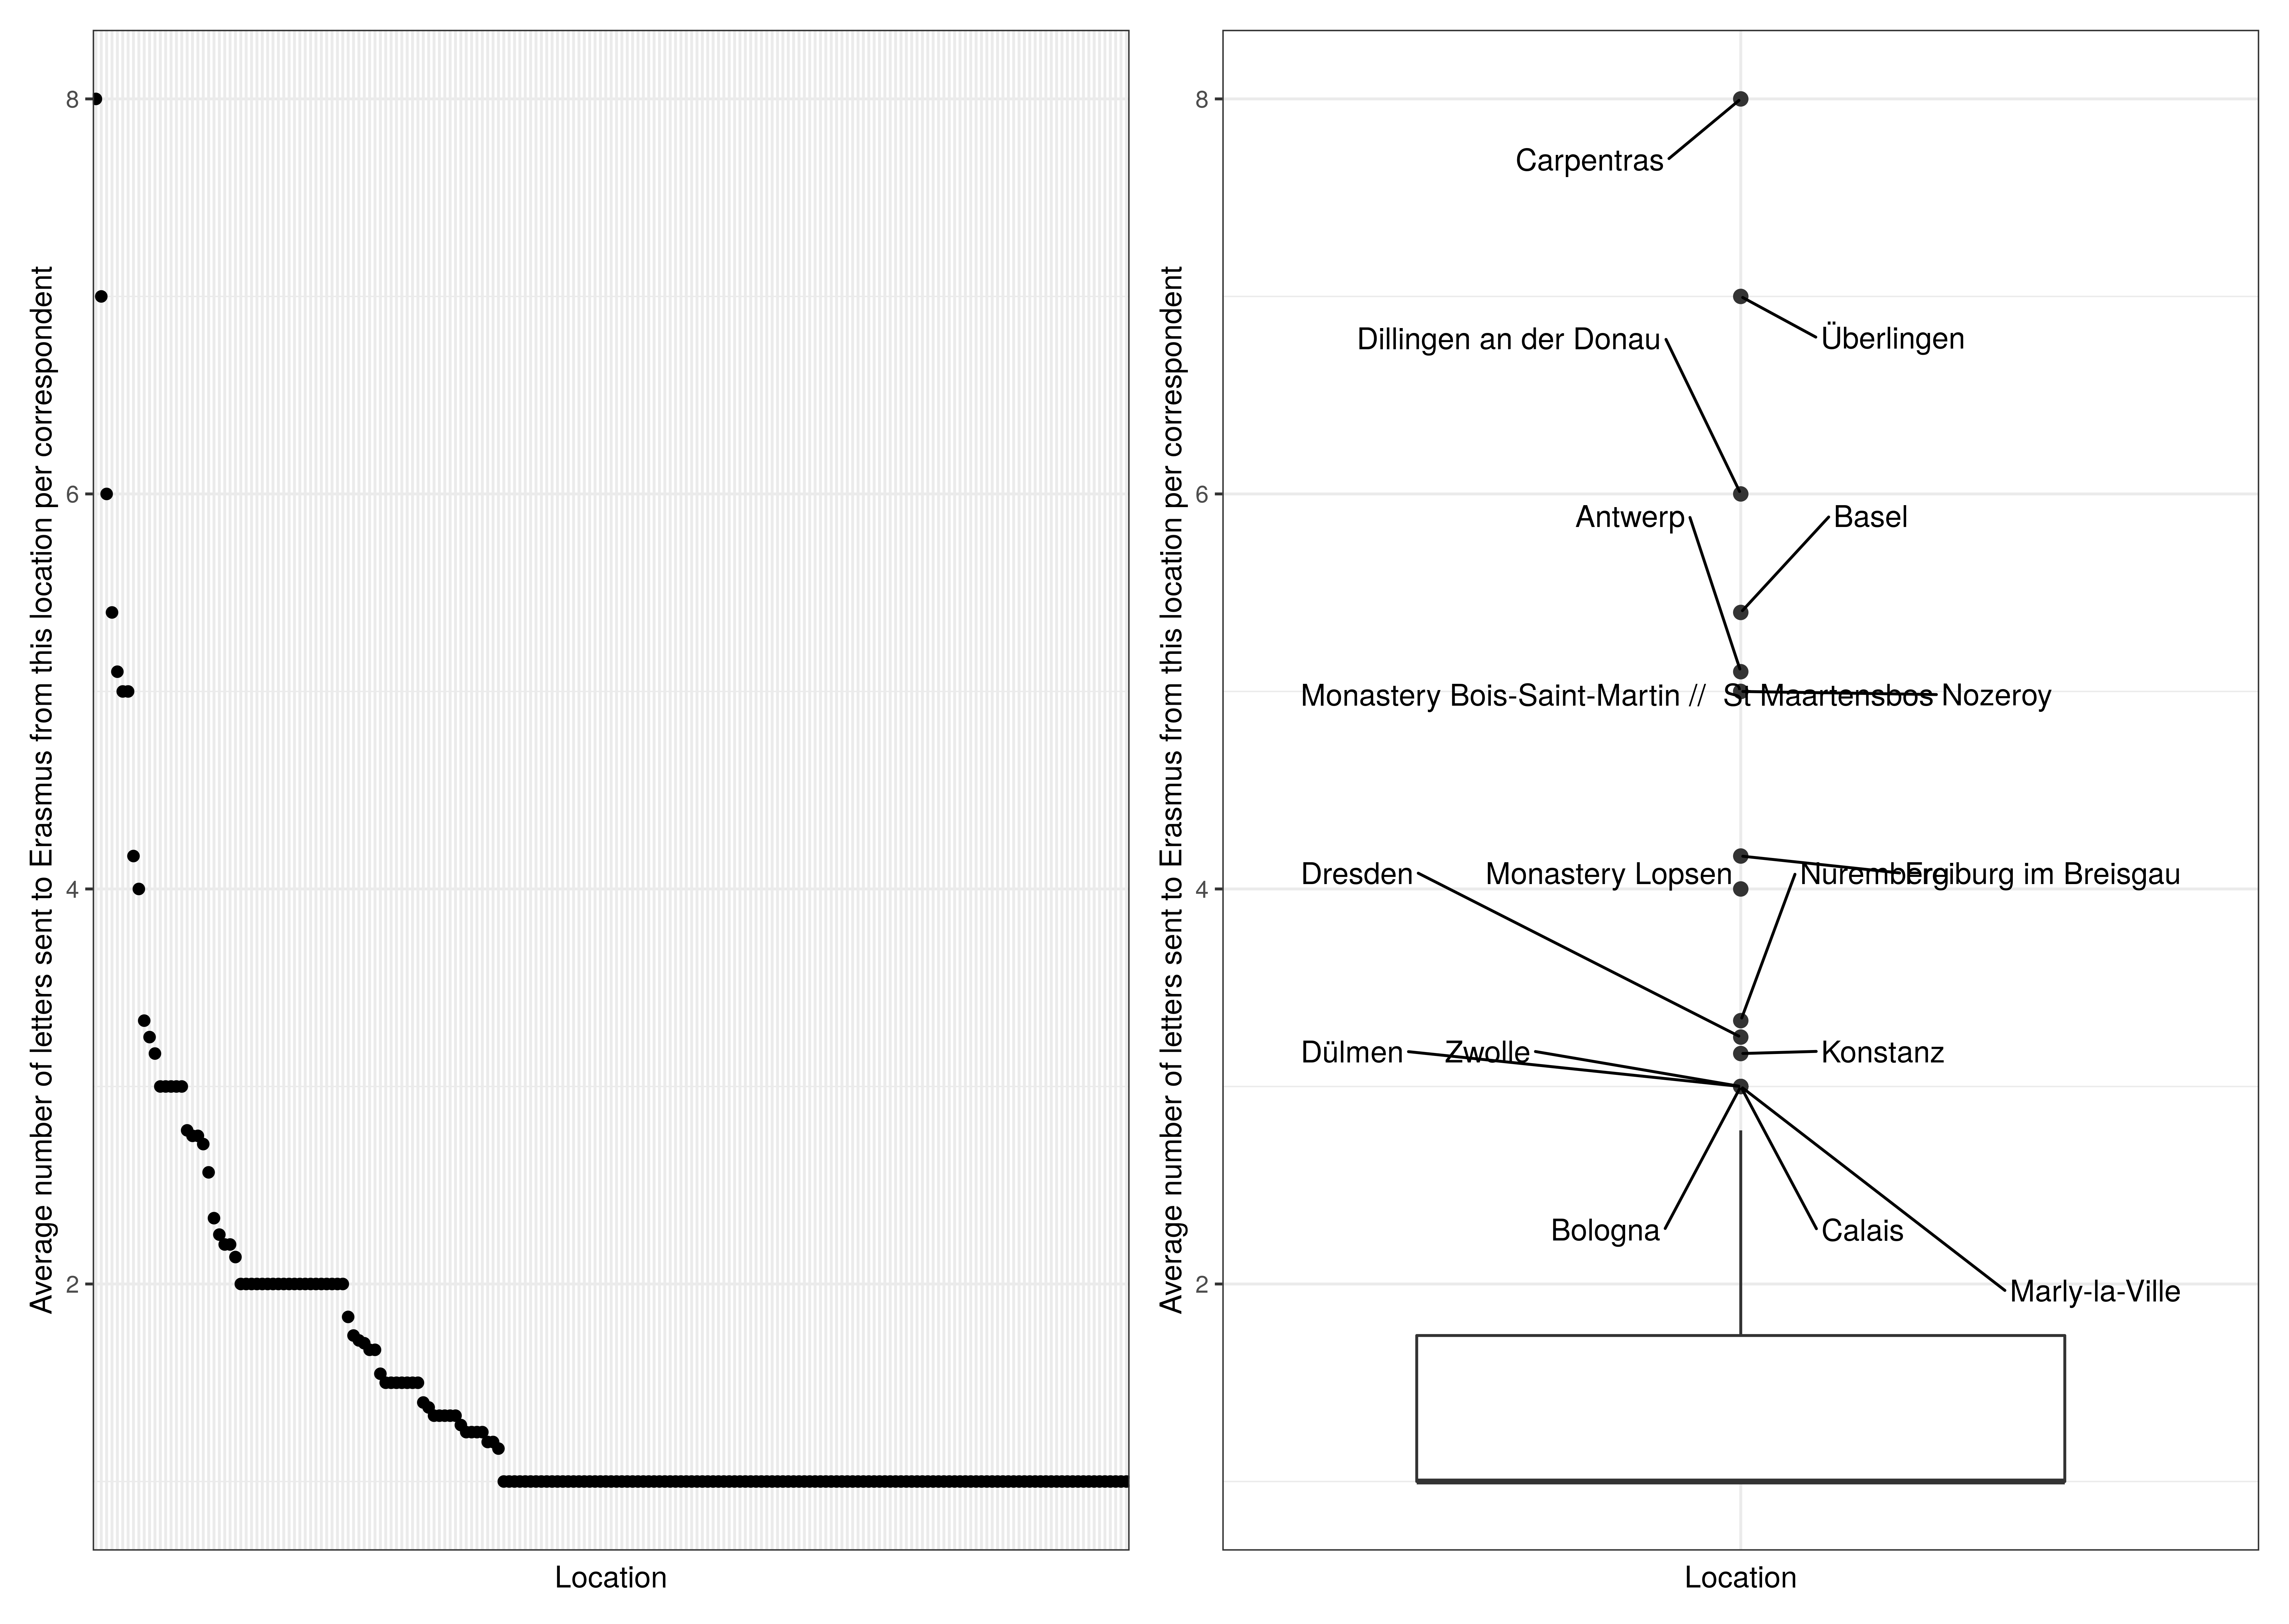 Average number of letters sent to Erasmus from this location per correspondent
8
6
4
2
Location
Average number of letters sent to Erasmus from this location per correspondent
8
6
4
2
Carpentras
Überlingen
Dillingen an der Donau
Antwerp
Basel
Monastery Bois-Saint-Martin // St Maartensbos
Nozeroy
Dresden
Monastery Lopsen
Nuremberg
Freiburg im Breisgau
Dülmen
Zwolle
Konstanz
Bologna
Calais
Marly-la-Ville
Location